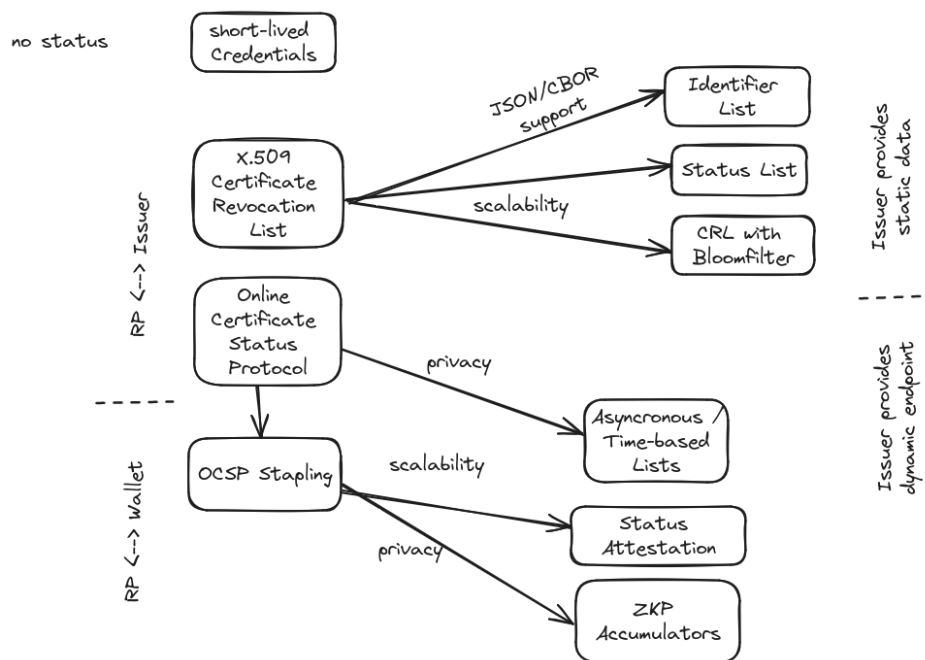 no status
short-lived
Credentials
JSON/CBOR
support
Identifier
List
X.509
Certificate
Revocation
List
Status List
scalability
CRL with
Bloomfilter
Issuer provides
static data
RP <--> Issuer
Online
Certificate
Status
Protocol
privacy
Asyncronous /
Time-based
Lists
Issuer provides
dynamic endpoint
OCSP Stapling
scalability
Status
Attestation
privacy
RP <--> Wallet
ZKP
Accumulators